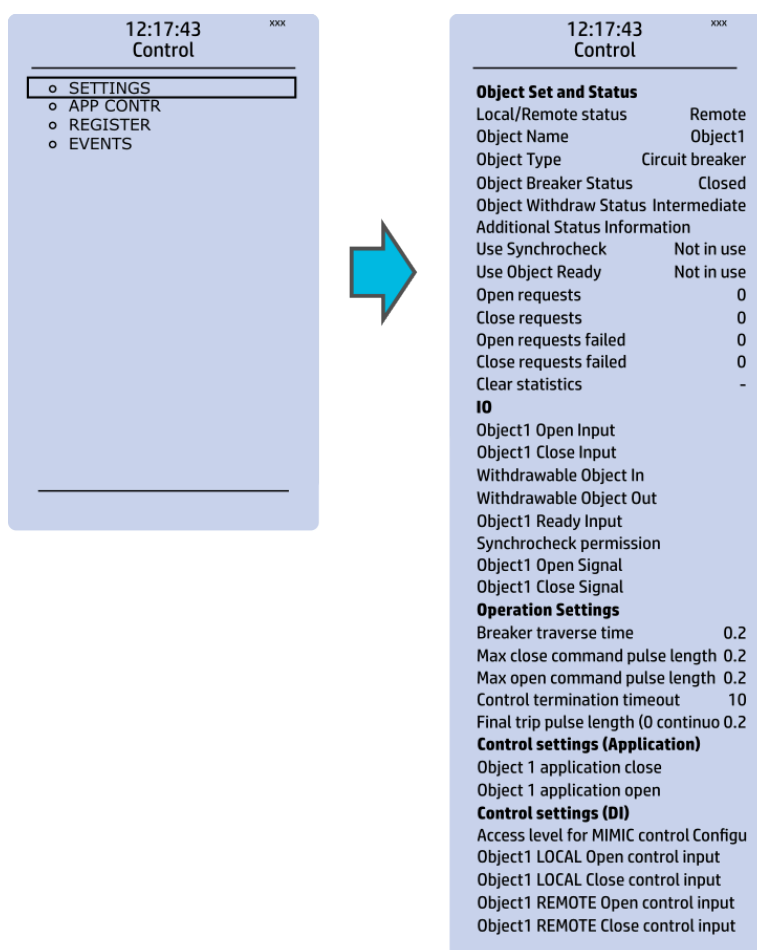 12:17:43 xxx
Control
SETTINGS
APP CONTR
REGISTER
EVENTS
12:17:43 xxx
Control
Object Set and Status
Local/Remote status Remote
Object Name Object1
Object Type Circuit breaker
Object Breaker Status Closed
Object Withdraw Status Intermediate
Additional Status Information
Use Synchrocheck Not in use
Use Object Ready Not in use
Open requests 0
Close requests 0
Open requests failed 0
Close requests failed 0
Clear statistics -
IO
Object1 Open Input
Object1 Close Input
Withdrawable Object In
Withdrawable Object Out
Object1 Ready Input
Synchrocheck permission
Object1 Open Signal
Object1 Close Signal
Operation Settings
Breaker traverse time 0.2
Max close command pulse length 0.2
Max open command pulse length 0.2
Control termination timeout 10
Final trip pulse length (0 continuo 0.2
Control settings (Application)
Object 1 application close
Object 1 application open
Control settings (DI)
Access level for MIMIC control Configu
Object1 LOCAL Open control input
Object1 LOCAL Close control input
Object1 REMOTE Open control input
Object1 REMOTE Close control input